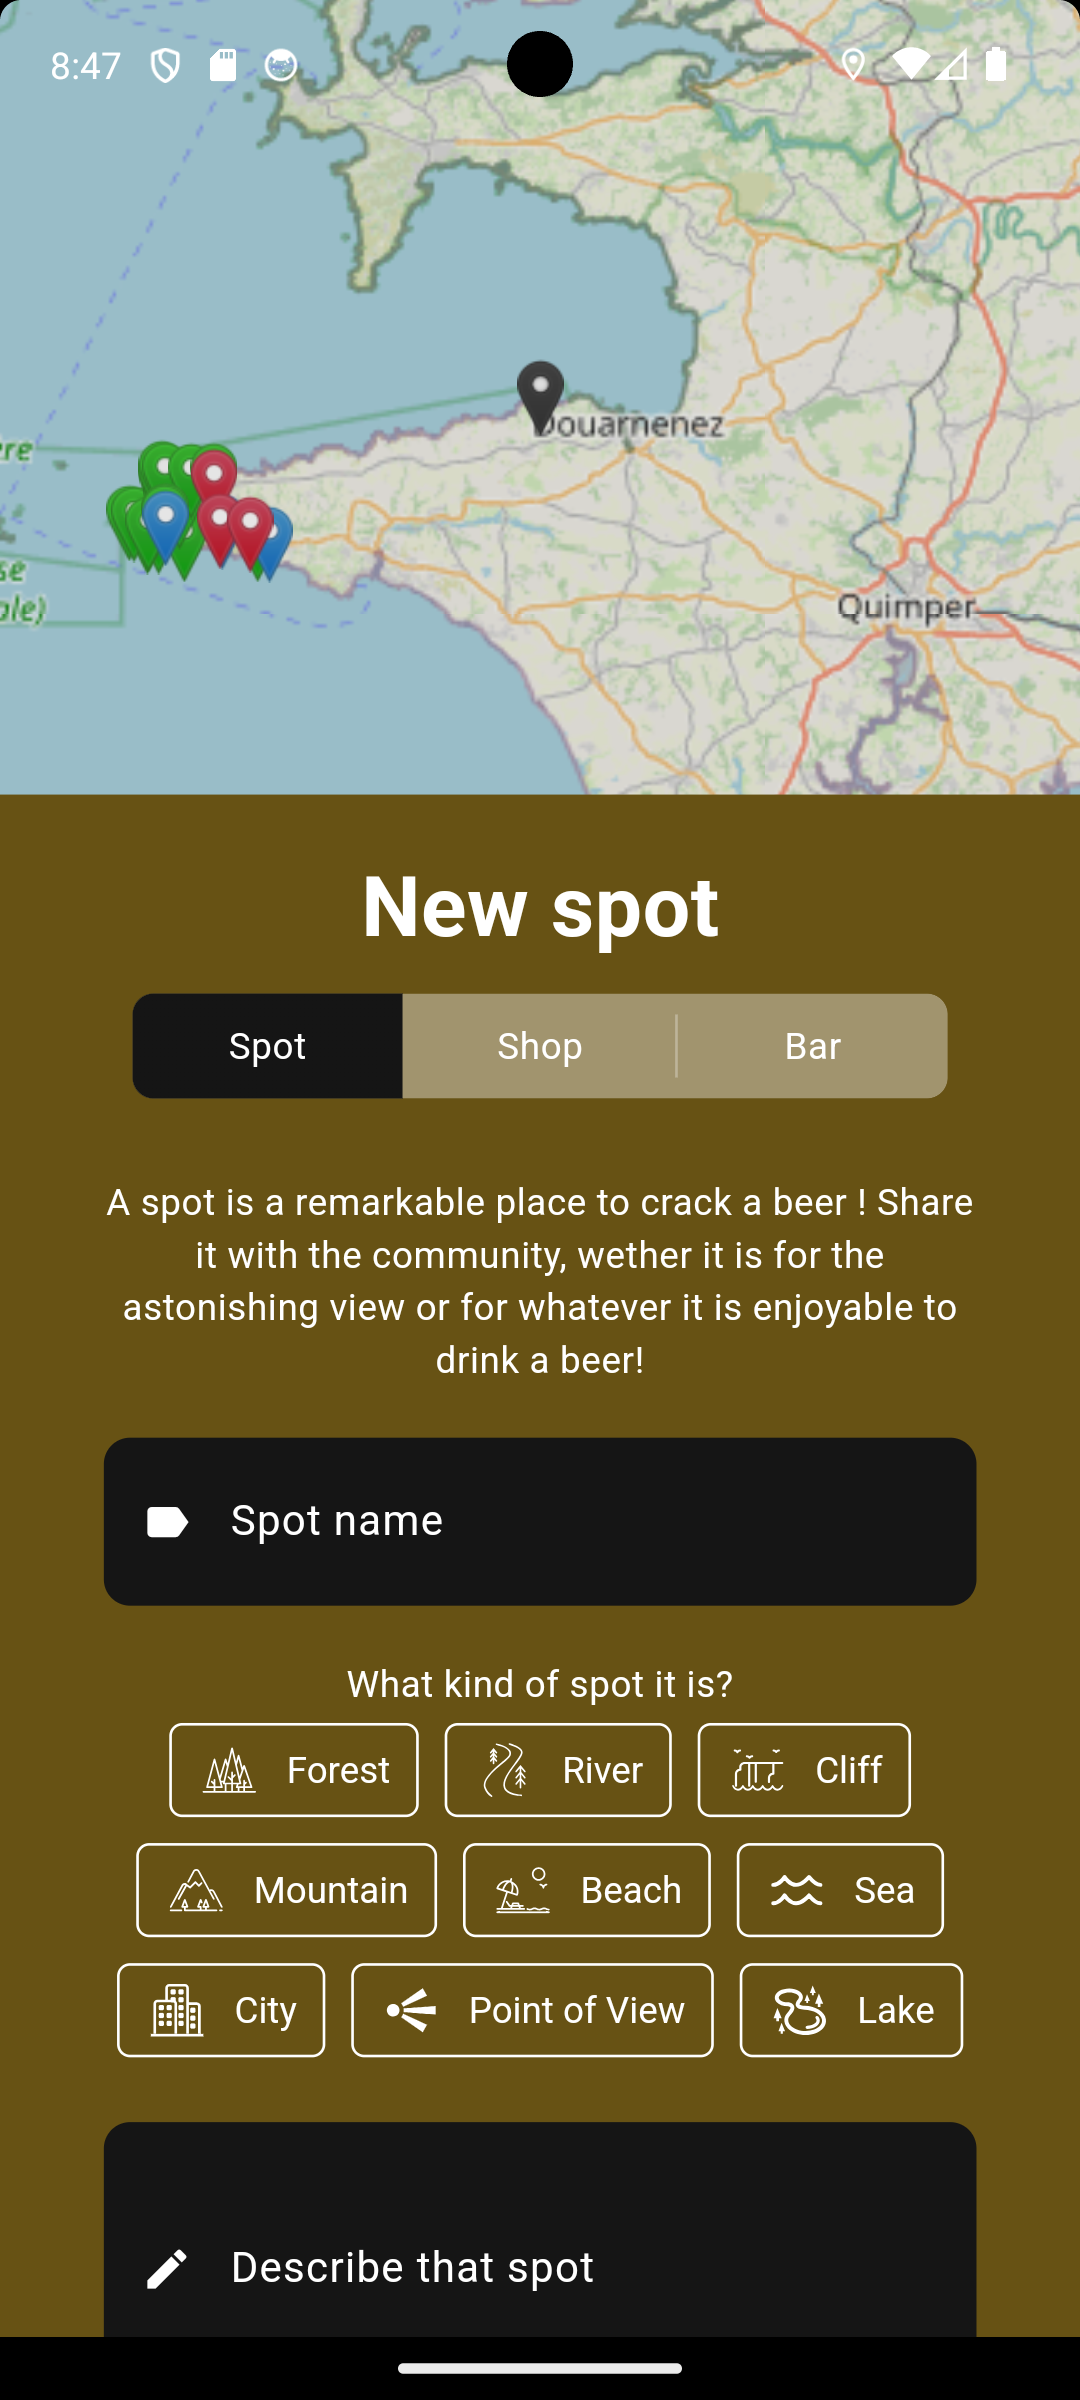 8:47
Douarnenez
ère
se
ale)
Quimper
New spot
Spot
Shop
Bar
A spot is a remarkable place to crack a beer ! Share
it with the community, wether it is for the
astonishing view or for whatever it is enjoyable to
drink a beer!
Spot name
What kind of spot it is?
Forest
River
Cliff
Mountain
Beach
Sea
City
Point of View
Lake
Describe that spot